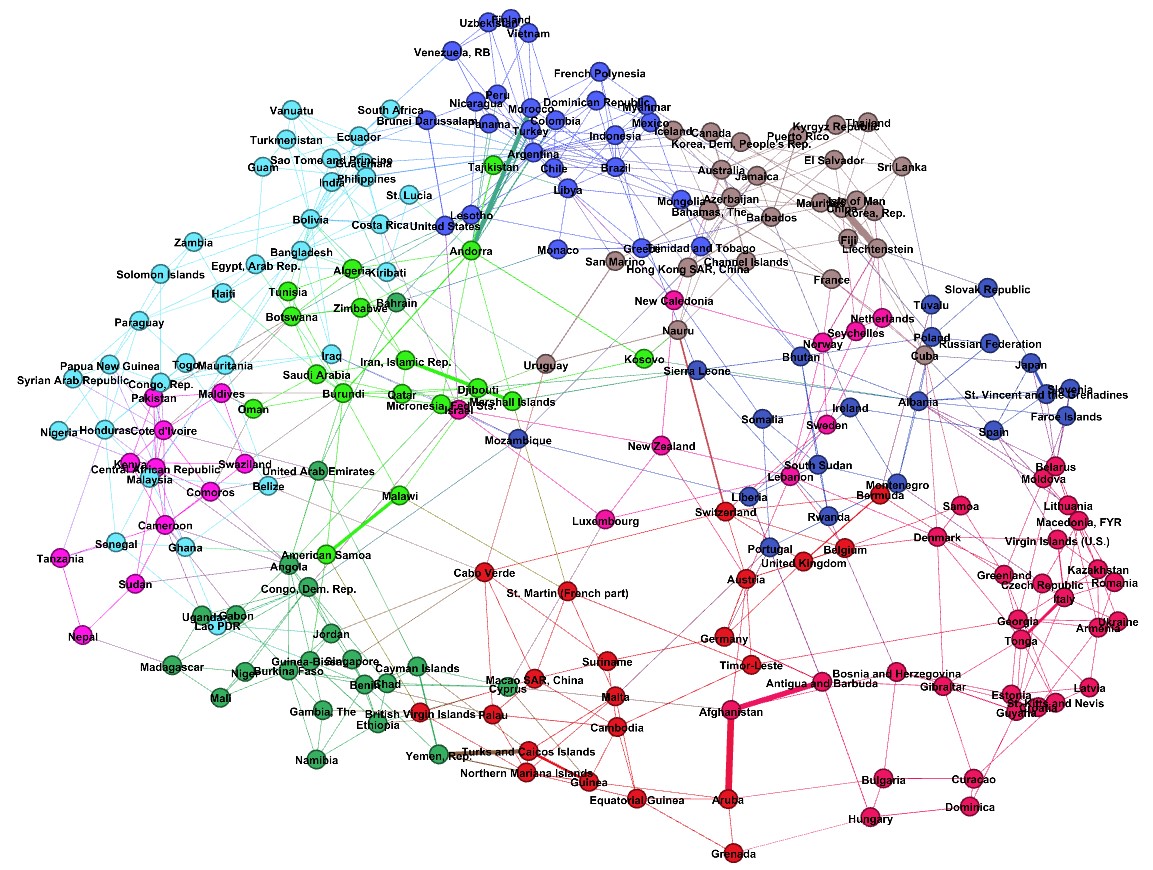 Uzbekistan
Finland
Vietnam
Venezuela, RB
French Polynesia
Peru
Nicaragua
Dominican Republic
Myanmar
Vanuatu
South Africa
Morocco
Brunei Darussalam
Panama
Colombia
Mexico
Turkey
Iceland
Canada
Kyrgyz Republic
Thailand
Puerto Rico
Turkmenistan
Ecuador
Indonesia
Korea, Dem. People's Rep.
Argentina
Sao Tome and Principe
Guatemala
Guam
Tajikistan
Chile
Brazil
El Salvador
Sri Lanka
Australia
Jamaica
India
Philippines
St. Lucia
Libya
Mongolia
Azerbaijan
Bahamas, The
Barbados
Mauritius
Isle of Man
China
Korea, Rep.
Bolivia
Costa Rica
United States
Lesotho
Zambia
Bangladesh
Andorra
Monaco
Greece
Trinidad and Tobago
Fiji
Liechtenstein
Solomon Islands
Egypt, Arab Rep.
Algeria
Kiribati
San Marino
Hong Kong SAR, China
Channel Islands
France
Haiti
Tunisia
Slovak Republic
Botswana
Zimbabwe
Bahrain
New Caledonia
Tuvalu
Paraguay
Nauru
Netherlands
Seychelles
Norway
Poland
Russian Federation
Papua New Guinea
Togo
Mauritania
Iraq
Iran, Islamic Rep.
Uruguay
Kosovo
Sierra Leone
Bhutan
Cuba
Japan
Syrian Arab Republic
Congo, Rep.
Saudi Arabia
Pakistan
Maldives
Burundi
Qatar
Djibouti
Marshall Islands
Micronesia, Fed. Sts.
Israel
Oman
Albania
Ireland
Slovenia
St. Vincent and the Grenadines
Faroe Islands
Nigeria
Honduras
Cote d'Ivoire
Mozambique
New Zealand
Somalia
Sweden
Spain
Kenya
Central African Republic
Malaysia
Swaziland
United Arab Emirates
South Sudan
Lebanon
Belarus
Moldova
Comoros
Belize
Malawi
Liberia
Montenegro
Bermuda
Samoa
Lithuania
Cameroon
Luxembourg
Switzerland
Rwanda
Macedonia, FYR
Senegal
Ghana
Denmark
Virgin Islands (U.S.)
Tanzania
American Samoa
Angola
Portugal
Belgium
United Kingdom
Sudan
Congo, Dem. Rep.
Cabo Verde
St. Martin (French part)
Austria
Greenland
Czech Republic
Kazakhstan
Romania
Italy
Uganda
Gabon
Lao PDR
Nepal
Jordan
Germany
Georgia
Tonga
Armenia
Ukraine
Madagascar
Niger
Burkina Faso
Guinea-Bissau
Singapore
Cayman Islands
Suriname
Timor-Leste
Bosnia and Herzegovina
Antigua and Barbuda
Gibraltar
Latvia
Mali
Benin
Chad
Macao SAR, China
Cyprus
Malta
Estonia
St. Kitts and Nevis
Croatia
Guyana
Gambia, The
Ethiopia
British Virgin Islands
Palau
Cambodia
Afghanistan
Namibia
Yemen, Rep.
Turks and Caicos Islands
Northern Mariana Islands
Guinea
Bulgaria
Curacao
Equatorial Guinea
Aruba
Hungary
Dominica
Grenada